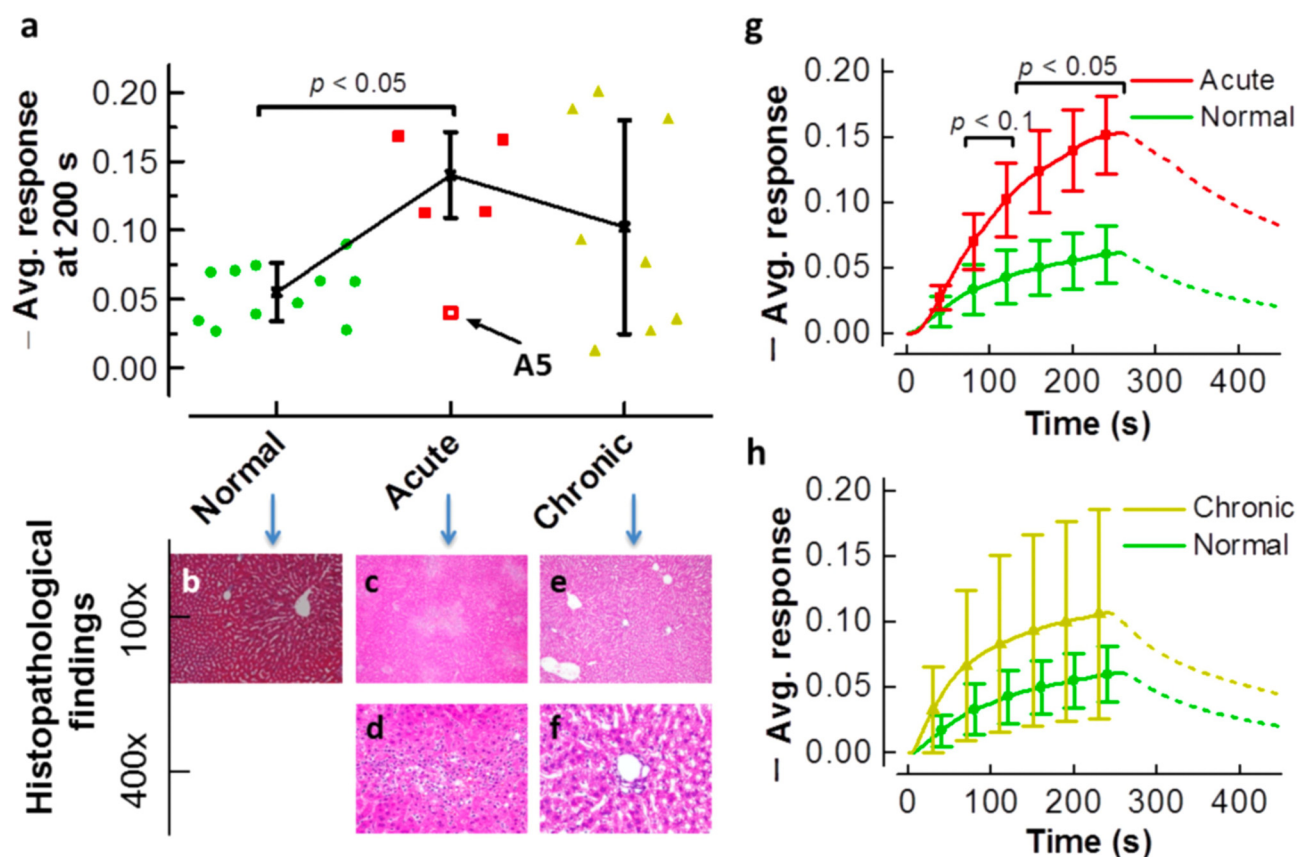 a
— Avg. response
at 200 s
0.20
0.15
0.10
0.05
0.00
p < 0.05
A5
Normal
Acute
Chronic
Histopathological
findings
100x
400x
b
c
e
d
f
g
— Avg. response
0.20
0.15
0.10
0.05
0.00
p < 0.05
p < 0.1
Acute
Normal
0 100 200 300 400
Time (s)
h
— Avg. response
0.20
0.15
0.10
0.05
0.00
Chronic
Normal
0 100 200 300 400
Time (s)